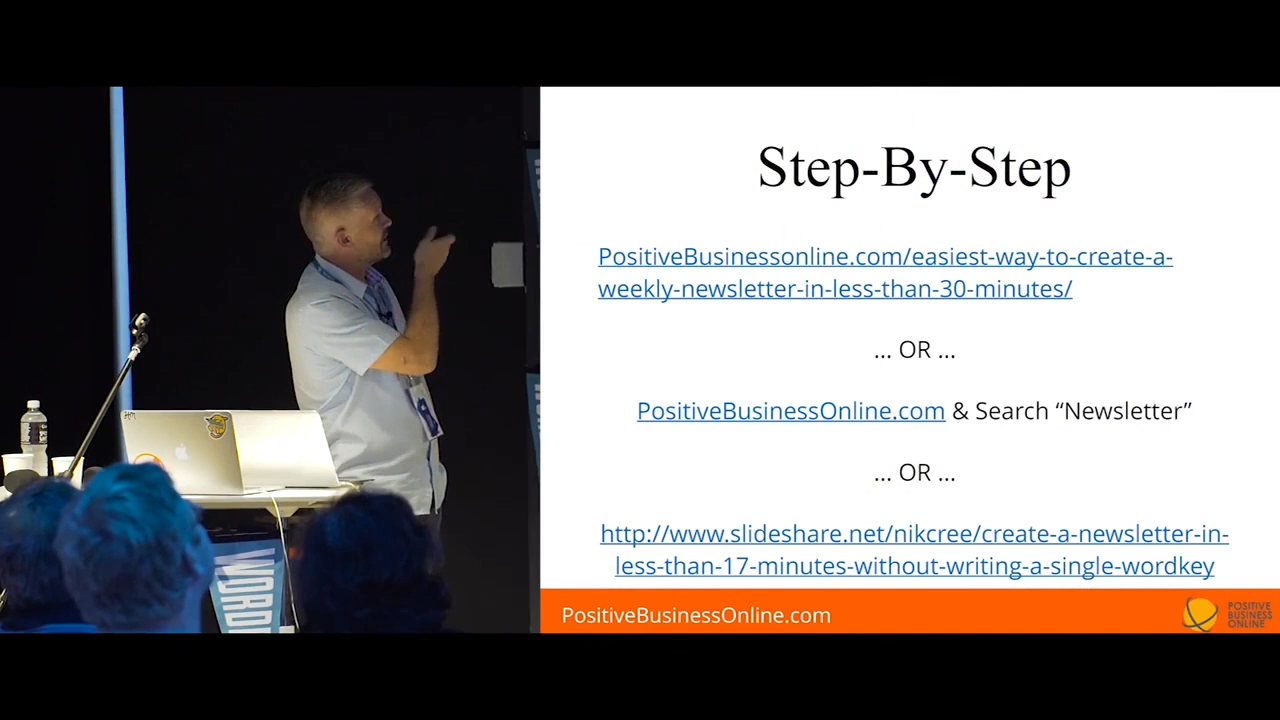 Step-By-Step
PositiveBusinessonline.com/easiest-way-to-create-a-
weekly-newsletter-in-less-than-30-minutes/
... OR ...
PositiveBusinessOnline.com & Search “Newsletter”
... OR ...
http://www.slideshare.net/nikcree/create-a-newsletter-in-
less-than-17-minutes-without-writing-a-single-wordkey
PositiveBusinessOnline.com
POSITIVE
BUSINESS
ONLINE
WORD